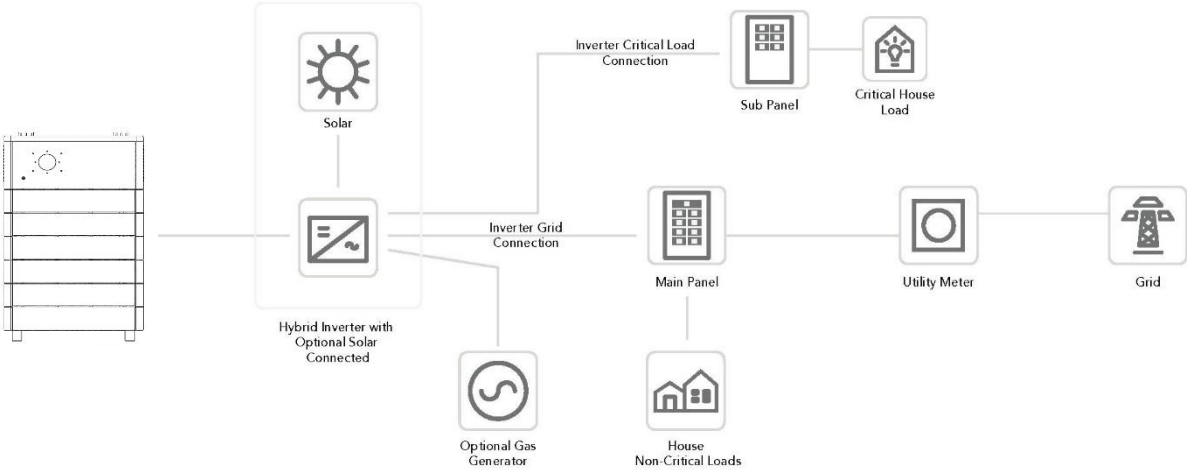 Inverter Critical Load
Connection
Sub Panel
Critical House
Load
Solar
Inverter Grid
Connection
Main Panel
Utility Meter
Grid
Hybrid Inverter with
Optional Solar
Connected
Optional Gas
Generator
House
Non-Critical Loads